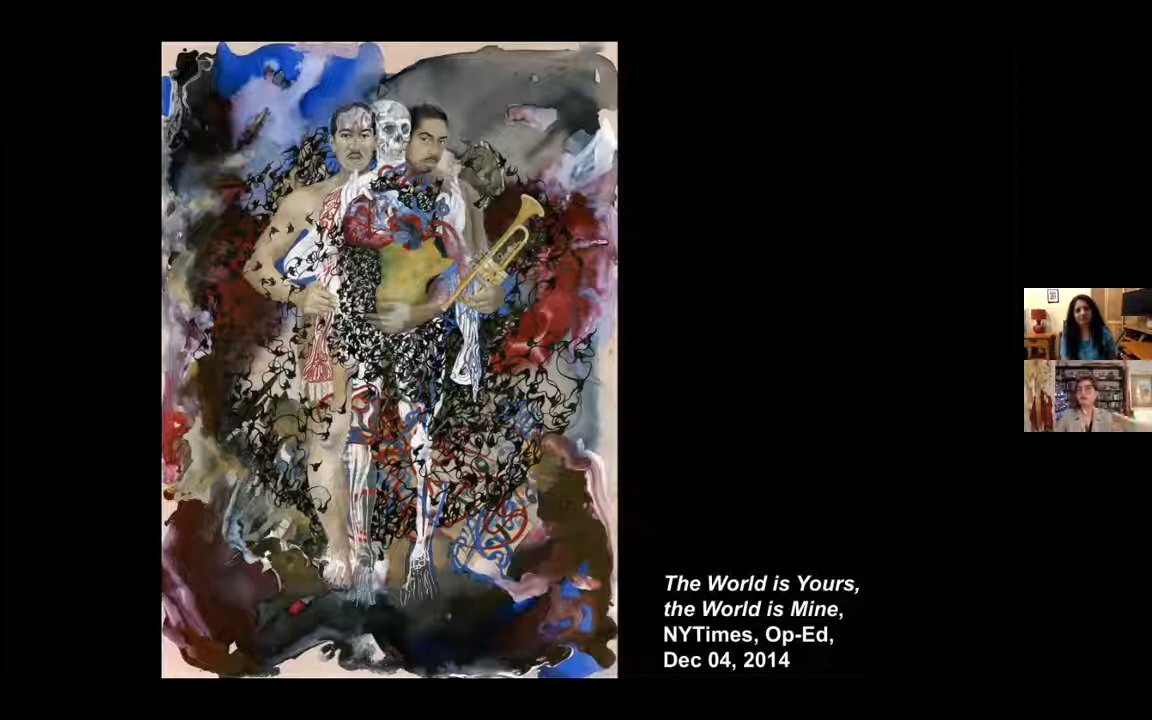 The World is Yours,
the World is Mine,
NYTimes, Op-Ed,
Dec 04, 2014